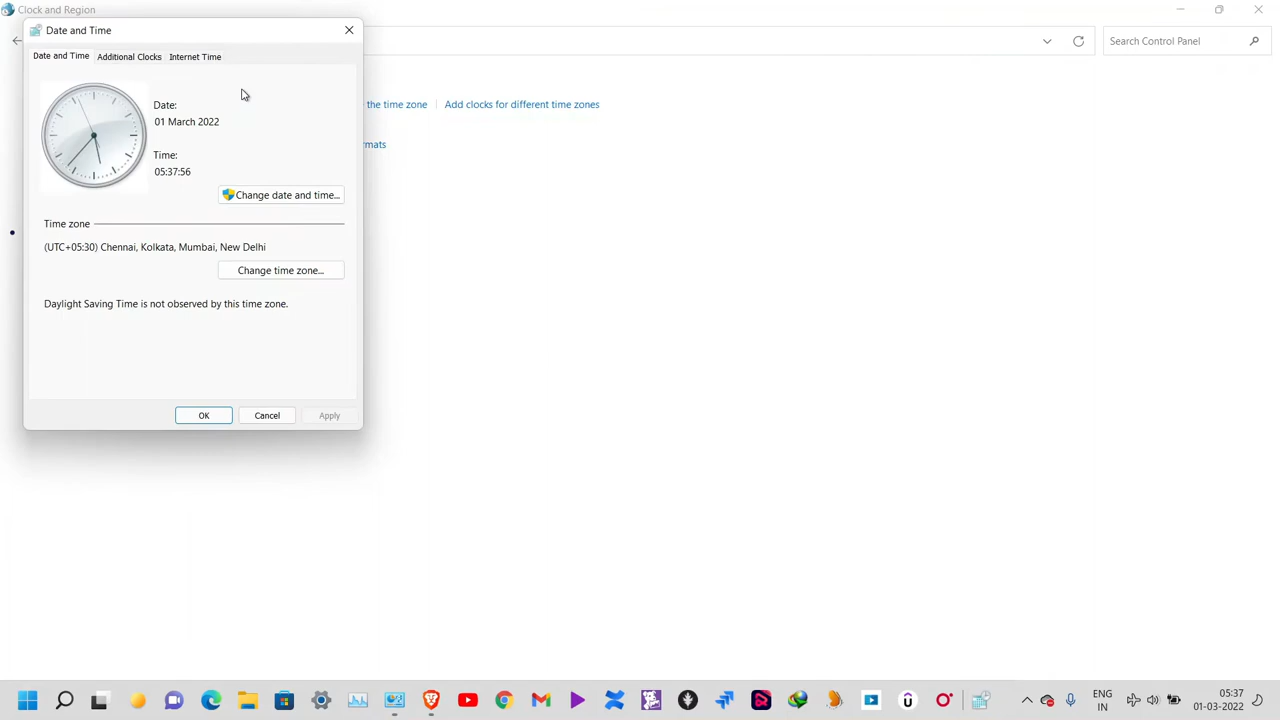 Clock and Region
Date and Time
Date and Time Additional Clocks Internet Time
Search Control Panel
the time zone Add clocks for different time zones
mats
Date:
01 March 2022
Time:
05:37:56
Change date and time...
Time zone
(UTC+05:30) Chennai, Kolkata, Mumbai, New Delhi
Change time zone...
Daylight Saving Time is not observed by this time zone.
OK Cancel Apply
ENG
IN
05:37
01-03-2022